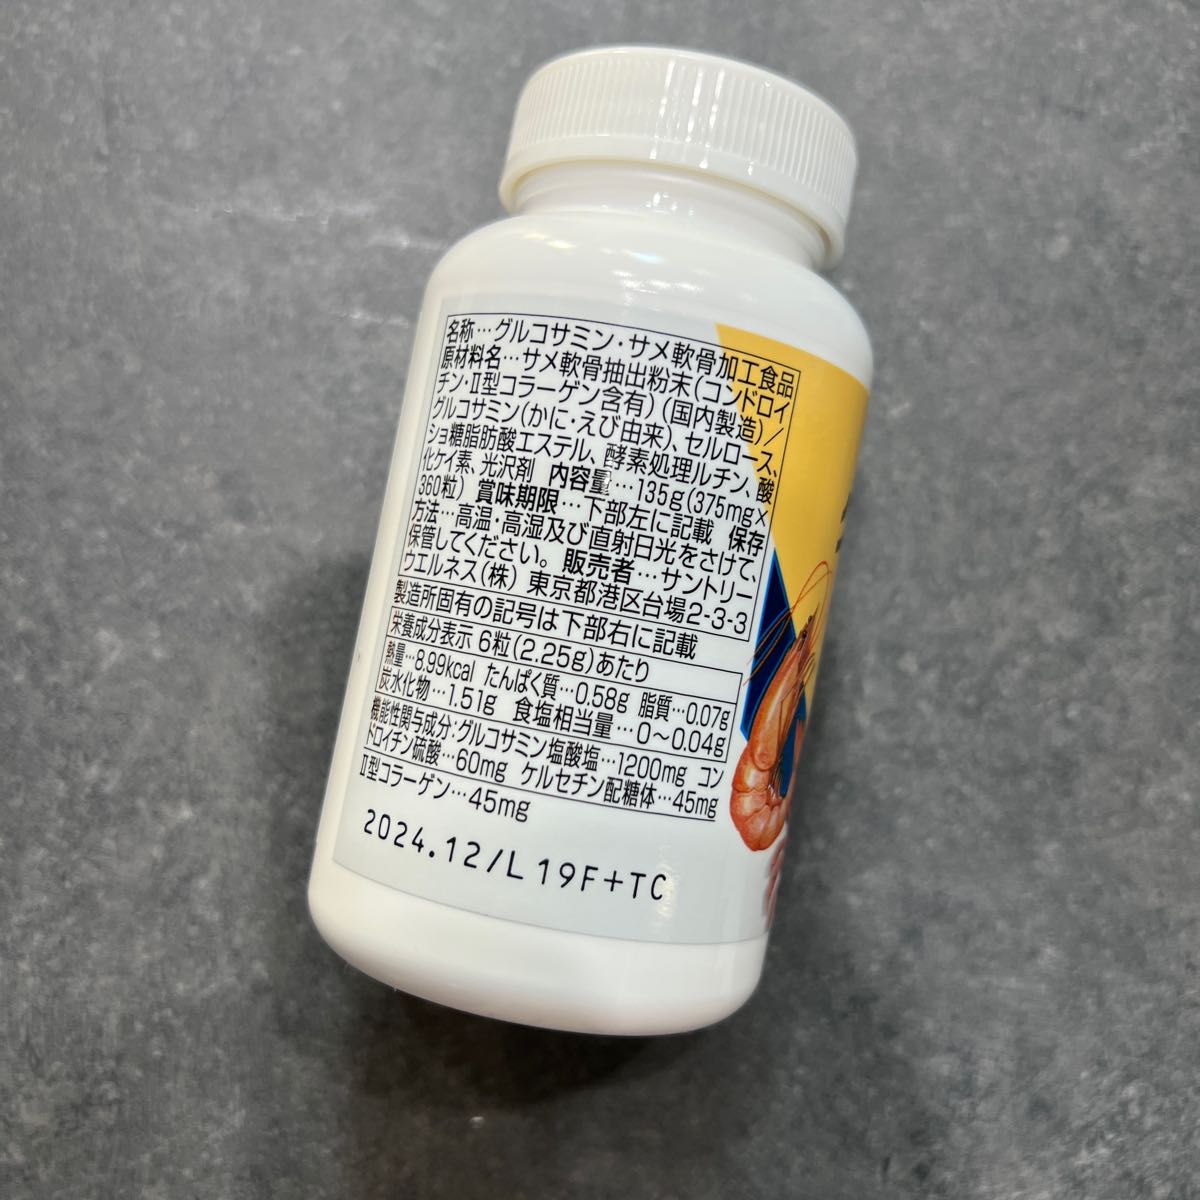 名称…グルコサミン・サメ軟骨加工食品
原材料名…サメ軟骨抽出粉末(コンドロイ
チン・Ⅱ型コラーゲン含有)(国内製造)/
グルコサミン(かに・えび由来)、セルロース、
ショ糖脂肪酸エステル、酵素処理ルチン、酸
化ケイ素、光沢剤 内容量…135g(375mg×
360粒) 賞味期限…下部左に記載 保存
方法…高温・高湿及び直射日光をさけて、
保管してください。 販売者…サントリー
ウエルネス(株) 東京都港区台場2-3-3
製造所固有の記号は下部右に記載
栄養成分表示 6粒(2.25g)あたり
熱量…8.99kcal たんぱく質…0.58g 脂質…0.07g
炭水化物…1.51g 食塩相当量…0～0.04g
機能性関与成分:グルコサミン塩酸塩…1200mg コン
ドロイチン硫酸…60mg ケルセチン配糖体…45mg
Ⅱ型コラーゲン…45mg
2024.12/L19F+TC